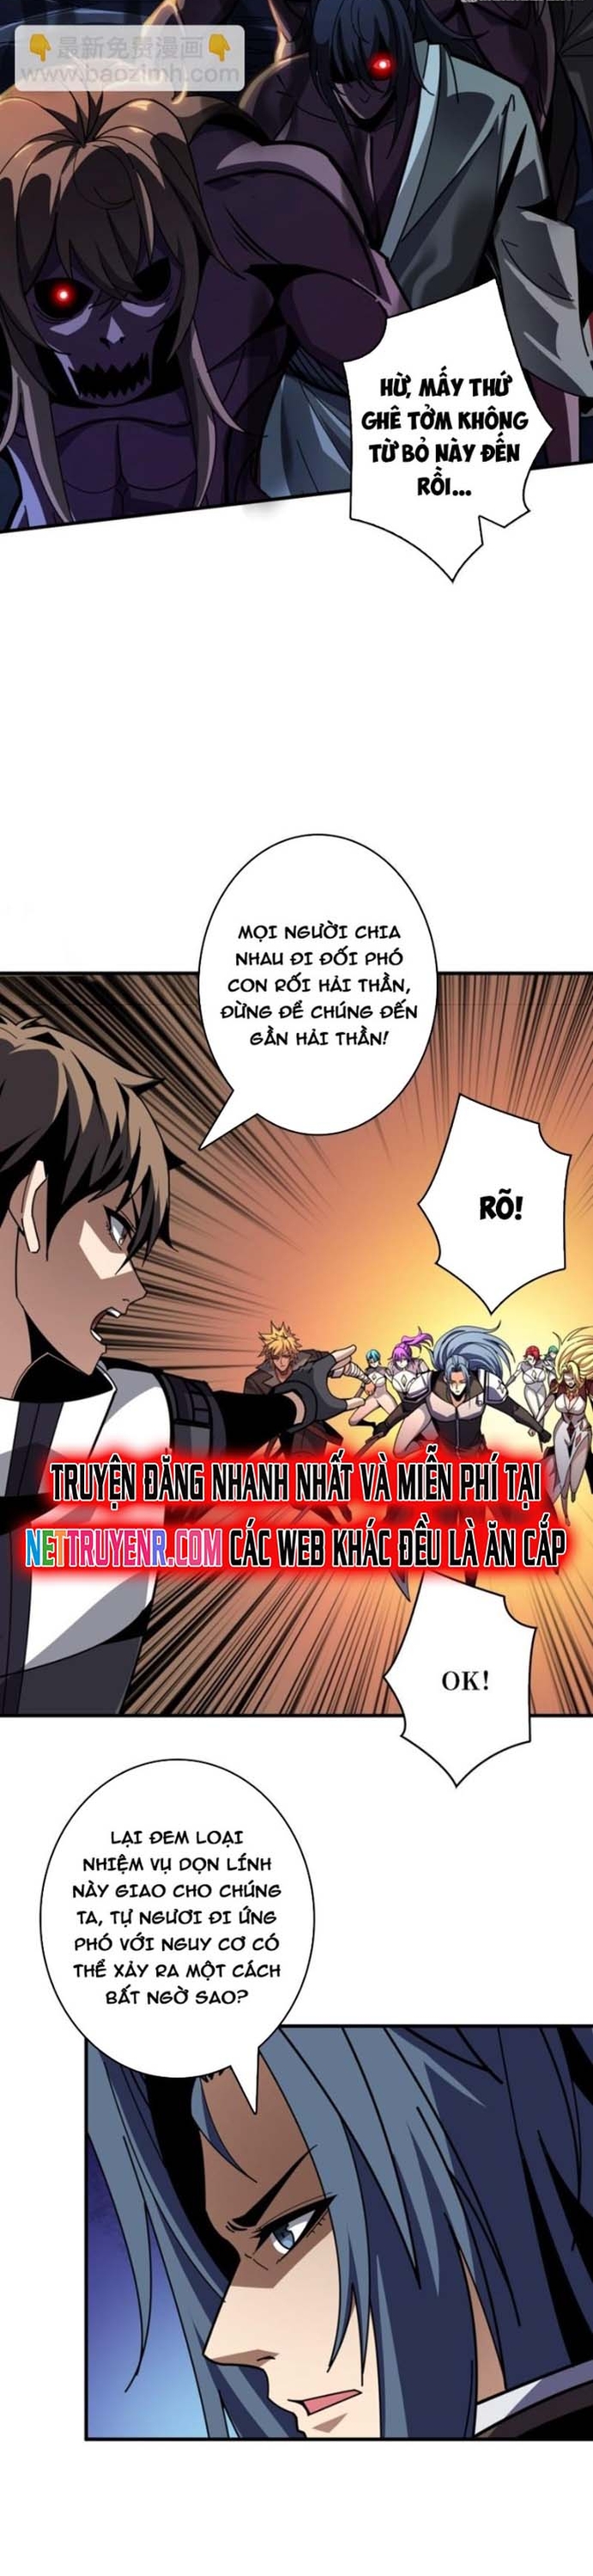 最新免费漫画
www.baozimh.com
HỪ, MẤY THỨ
GHÊ TỞM KHÔNG
TỪ BỎ NÀY ĐẾN
RỒI...
MỌI NGƯỜI CHIA
NHAU ĐI ĐỐI PHÓ
CON RỐI HẢI THẦN,
ĐỪNG ĐỂ CHÚNG ĐẾN
GẦN HẢI THẦN!
RÕ!
TRUYỆN ĐĂNG NHANH NHẤT VÀ MIỄN PHÍ TẠI
NETTRUYENR.COM CÁC WEB KHÁC ĐỀU LÀ ĂN CẮP
OK!
LẠI ĐEM LOẠI
NHIỆM VỤ DỌN LÍNH
NÀY GIAO CHO CHÚNG
TA, TỰ NGƯƠI ĐI ỨNG
PHÓ VỚI NGUY CƠ CÓ
THỂ XẢY RA MỘT CÁCH
BẤT NGỜ SAO?